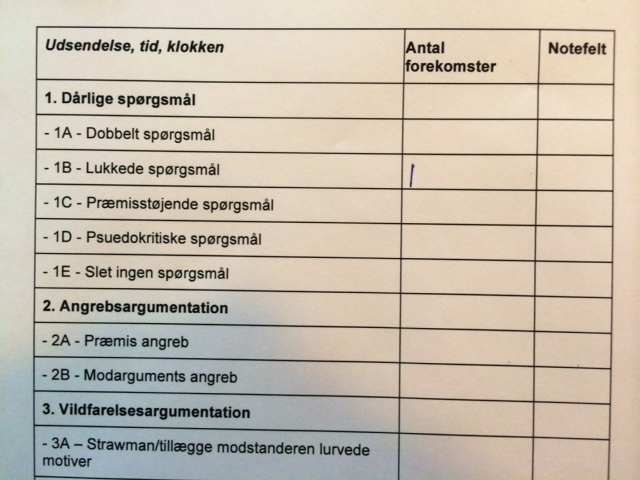 Udsendelse, tid, klokken Antal forekomster Notefelt
1. Dårlige spørgsmål
- 1A - Dobbelt spørgsmål
- 1B - Lukkede spørgsmål |
- 1C - Præmisstøjende spørgsmål
- 1D - Psuedokritiske spørgsmål
- 1E - Slet ingen spørgsmål
2. Angrebsargumentation
- 2A - Præmis angreb
- 2B - Modarguments angreb
3. Vildfarelsesargumentation
- 3A – Strawman/tillægge modstanderen lurvede
motiver